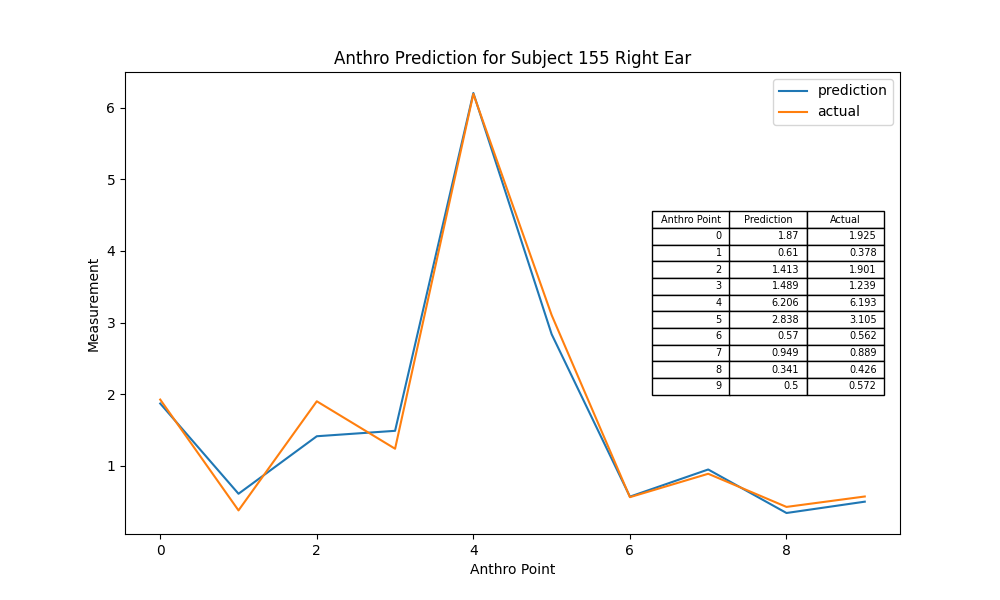 Anthro Prediction for Subject 155 Right Ear
prediction
actual
6
5
4
3
2
1
Measurement
Anthro Point Prediction Actual
0 1.87 1.925
1 0.61 0.378
2 1.413 1.901
3 1.489 1.239
4 6.206 6.193
5 2.838 3.105
6 0.57 0.562
7 0.949 0.889
8 0.341 0.426
9 0.5 0.572
0 2 4 6 8
Anthro Point